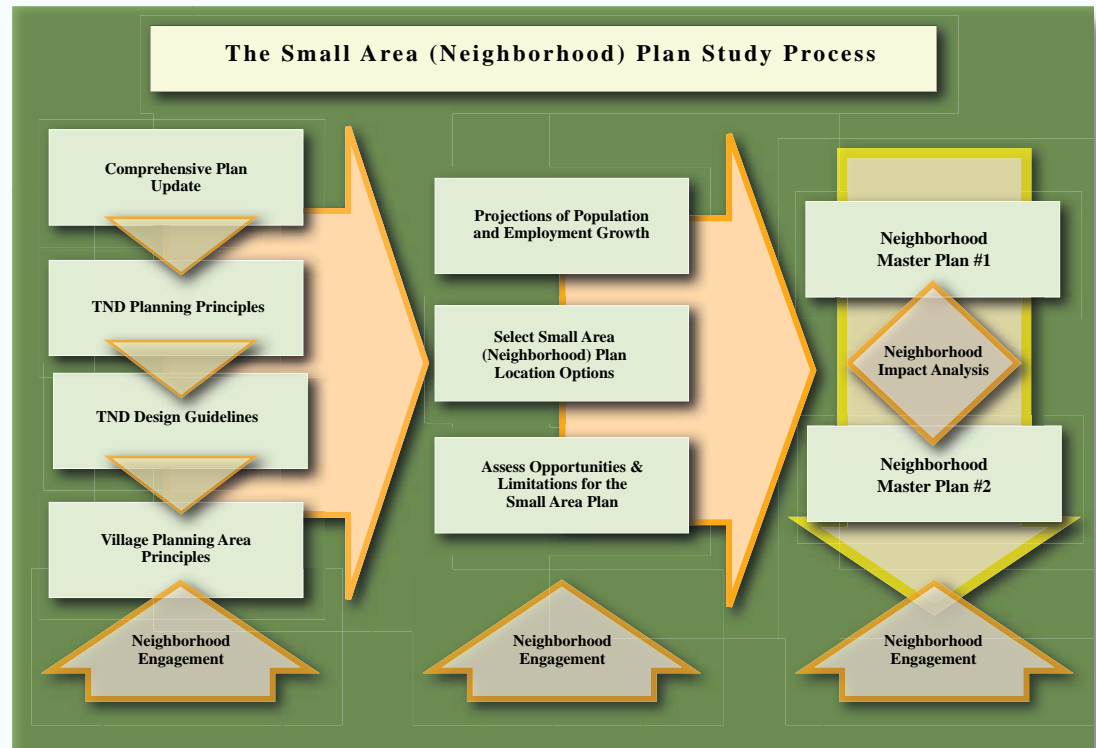 The Small Area (Neighborhood) Plan Study Process
Comprehensive Plan
Update
TND Planning Principles
TND Design Guidelines
Village Planning Area
Principles
Neighborhood
Engagement
Projections of Population
and Employment Growth
Select Small Area
(Neighborhood) Plan
Location Options
Assess Opportunities &
Limitations for the
Small Area Plan
Neighborhood
Engagement
Neighborhood
Master Plan #1
Neighborhood
Impact Analysis
Neighborhood
Master Plan #2
Neighborhood
Engagement